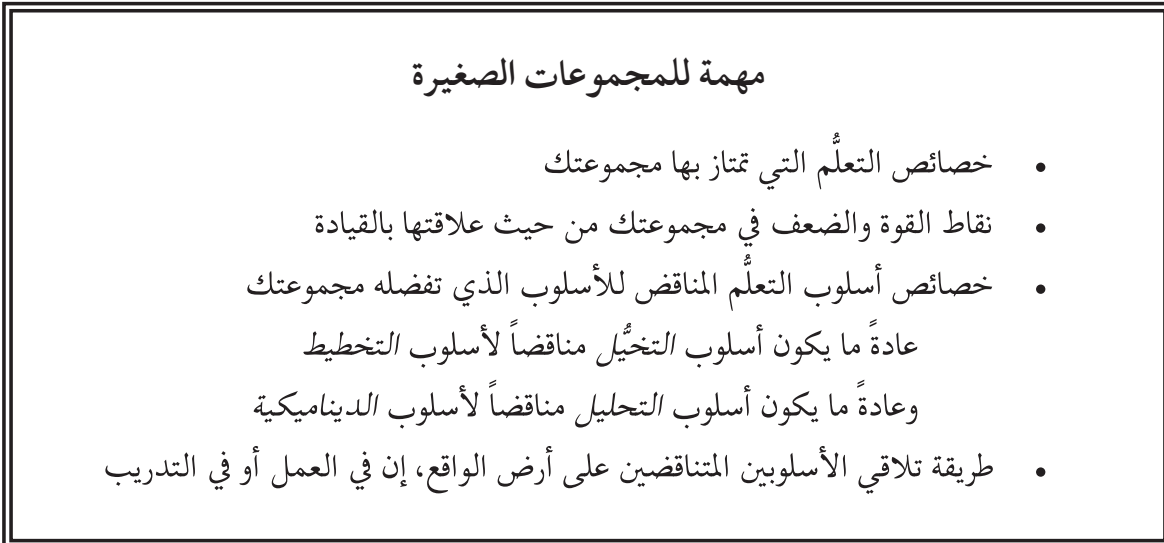 مهمة للمجموعات الصغيرة
• خصائص التعلُّم التي تمتاز بها مجموعتك
• نقاط القوة والضعف في مجموعتك من حيث علاقتها بالقيادة
• خصائص أسلوب التعلُّم المناقض للأسلوب الذي تفضله مجموعتك
عادةً ما يكون أسلوب التخيُّل مناقضاً لأسلوب التخطيط
وعادةً ما يكون أسلوب التحليل مناقضاً لأسلوب الديناميكية
• طريقة تلاقي الأسلوبين المتناقضين على أرض الواقع، إن في العمل أو في التدريب